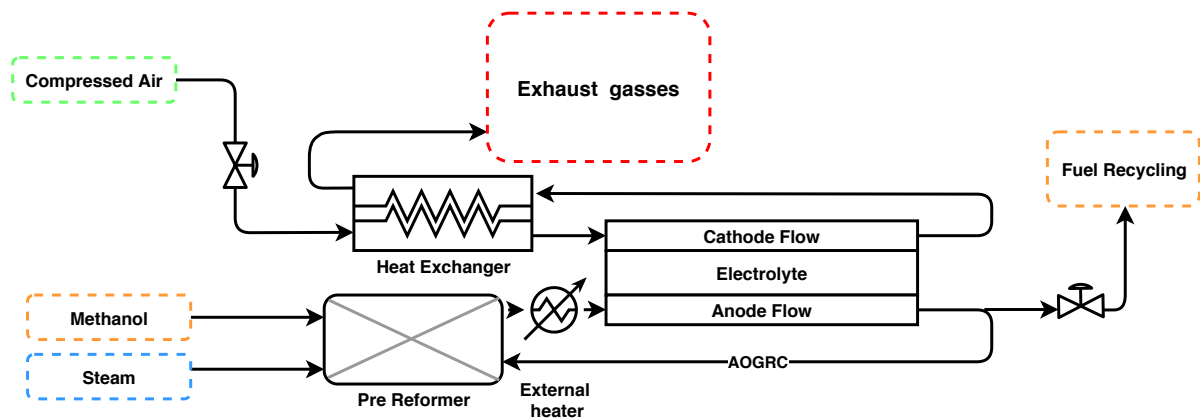 Compressed Air
Exhaust gasses
Fuel Recycling
Heat Exchanger
Cathode Flow
Electrolyte
Anode Flow
Methanol
Steam
Pre Reformer
External
heater
AOGRC